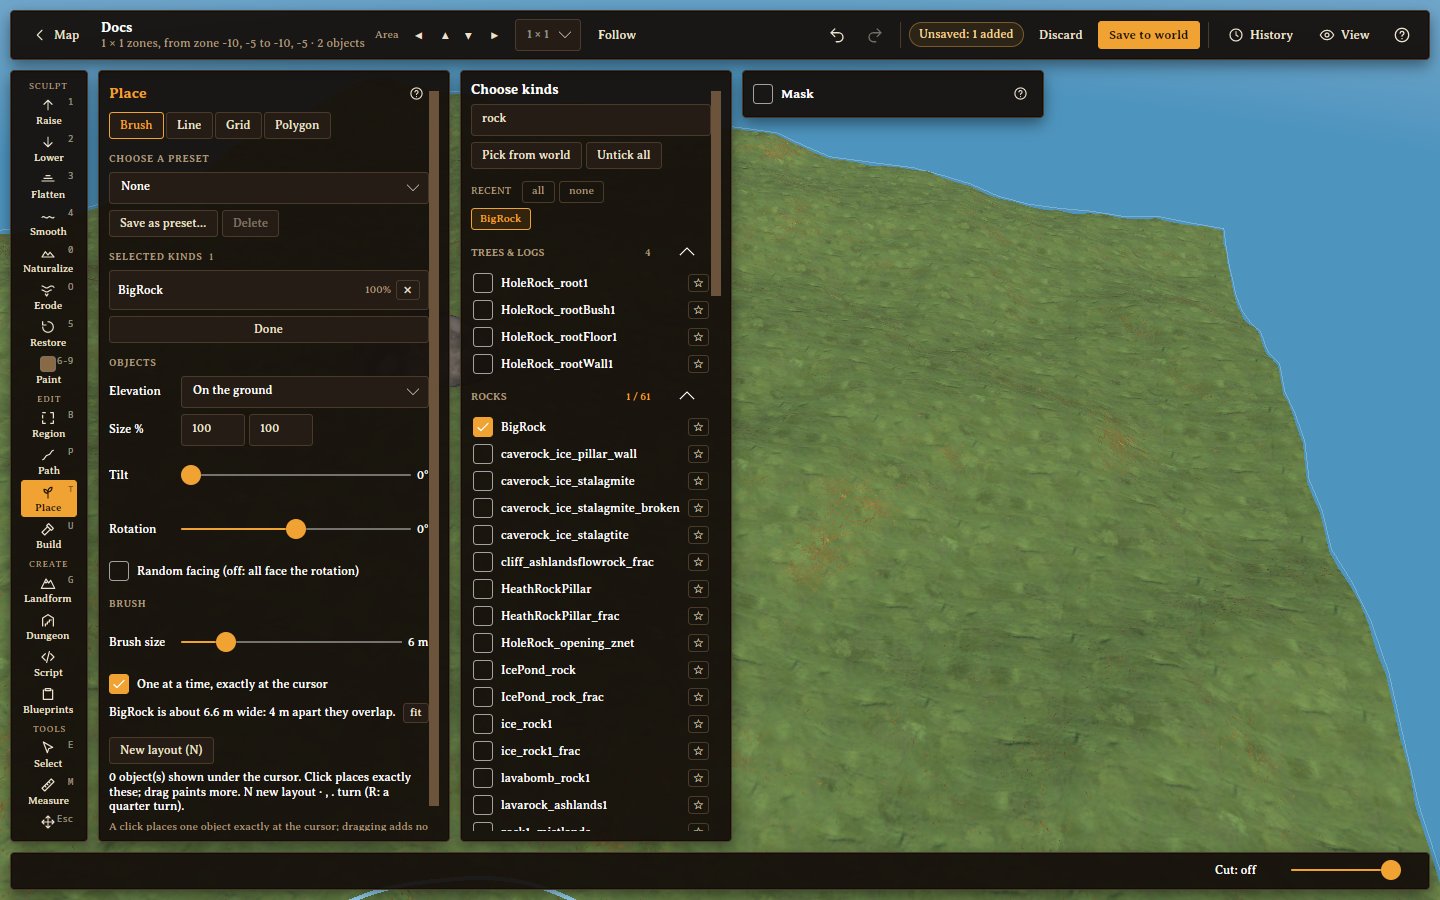 Map
Docs
1 × 1 zones, from zone -10, -5 to -10, -5 · 2 objects
Area
1 × 1
Follow
Unsaved: 1 added
Discard
Save to world
History
View
SCULPT
1
Raise
2
Lower
3
Flatten
4
Smooth
0
Naturalize
O
Erode
5
Restore
6-9
Paint
EDIT
B
Region
P
Path
T
Place
U
Build
CREATE
G
Landform
Dungeon
Script
Blueprints
TOOLS
E
Select
M
Measure
Esc
Place
Brush
Line
Grid
Polygon
CHOOSE A PRESET
None
Save as preset...
Delete
SELECTED KINDS 1
BigRock
100%
Done
OBJECTS
Elevation
On the ground
Size %
100
100
Tilt
0°
Rotation
0°
Random facing (off: all face the rotation)
BRUSH
Brush size
6 m
One at a time, exactly at the cursor
BigRock is about 6.6 m wide: 4 m apart they overlap.
fit
New layout (N)
0 object(s) shown under the cursor. Click places exactly
these; drag paints more. N new layout · , . turn (R: a
quarter turn).
A click places one object exactly at the cursor; dragging adds no
Choose kinds
rock
Pick from world
Untick all
RECENT
all
none
BigRock
TREES & LOGS
4
HoleRock_root1
HoleRock_rootBush1
HoleRock_rootFloor1
HoleRock_rootWall1
ROCKS
1 / 61
BigRock
caverock_ice_pillar_wall
caverock_ice_stalagmite
caverock_ice_stalagmite_broken
caverock_ice_stalagtite
cliff_ashlandsflowrock_frac
HeathRockPillar
HeathRockPillar_frac
HoleRock_opening_znet
IcePond_rock
IcePond_rock_frac
ice_rock1
ice_rock1_frac
lavabomb_rock1
lavarock_ashlands1
Mask
Cut: off